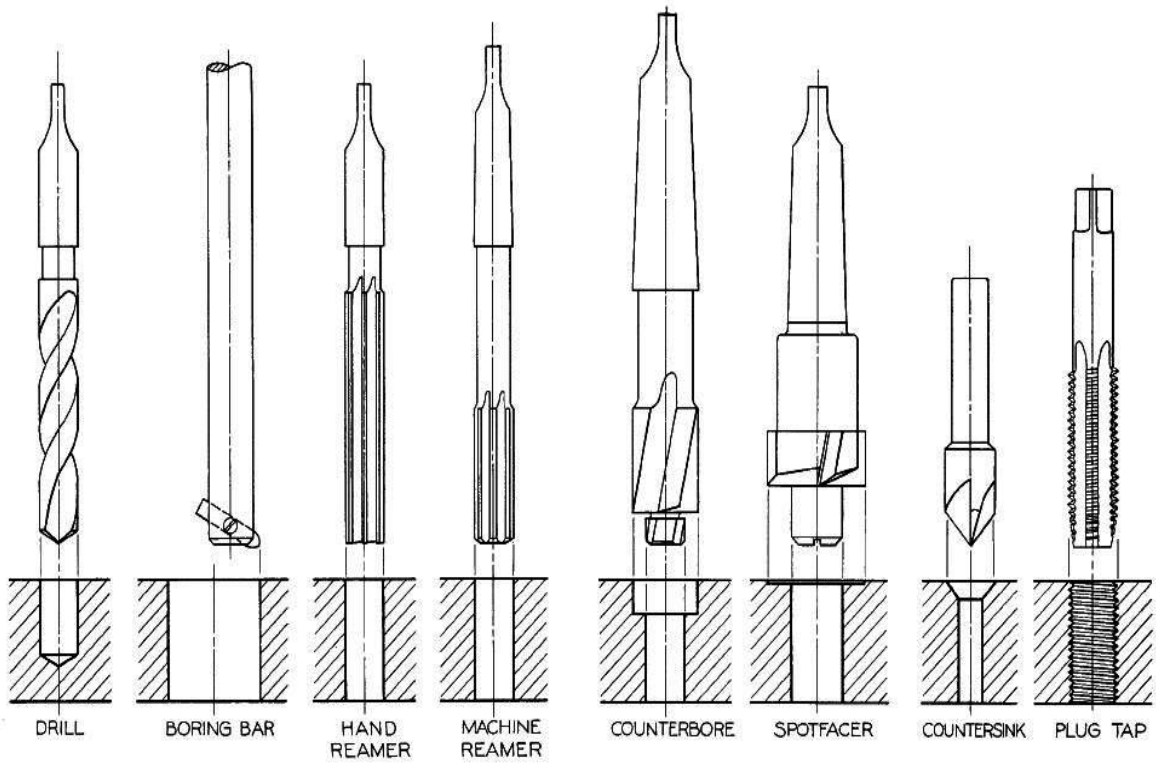 DRILL
BORING BAR
HAND
REAMER
MACHINE
REAMER
COUNTERBORE
SPOTFACER
COUNTERSINK
PLUG TAP